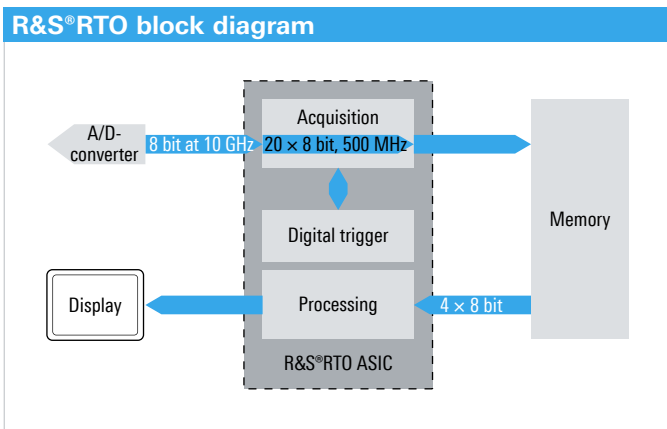 R&S®RTO block diagram
Acquisition
A/D-
converter
8 bit at 10 GHz
20 × 8 bit, 500 MHz
Memory
Digital trigger
Display
Processing
4 × 8 bit
R&S®RTO ASIC